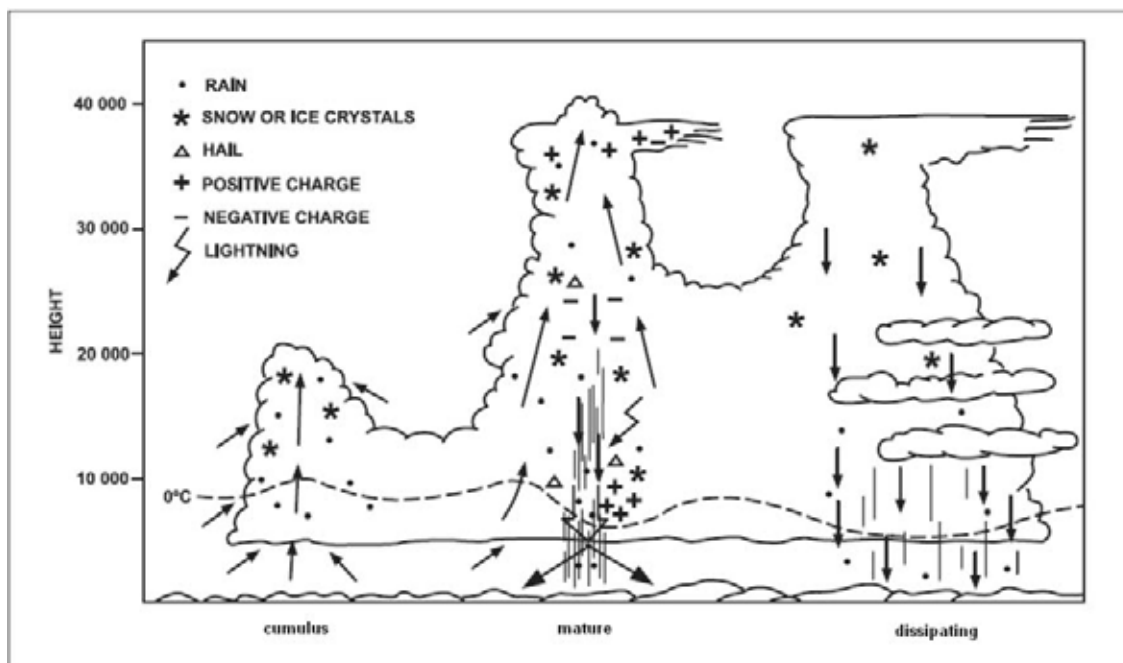 RAIN
SNOW OR ICE CRYSTALS
HAIL
POSITIVE CHARGE
NEGATIVE CHARGE
LIGHTNING
HEIGHT
40 000
30 000
20 000
10 000
0°C
cumulus
mature
dissipating